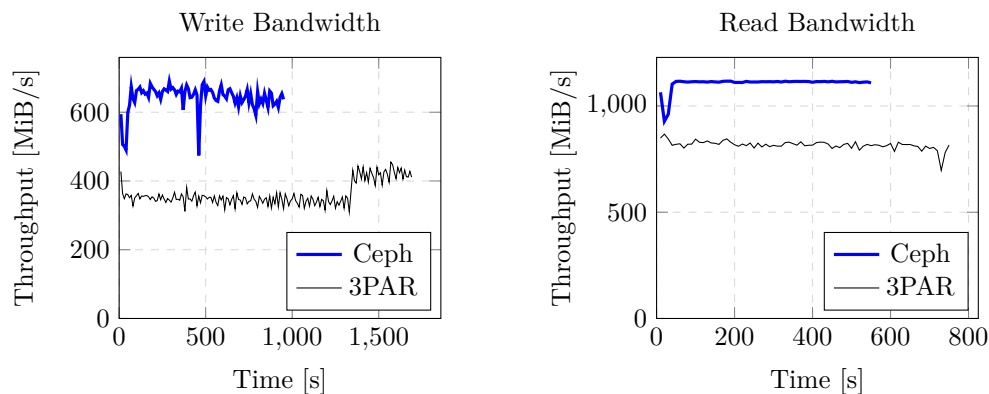 Write Bandwidth
Throughput [MiB/s]
600
400
200
0
0 500 1,000 1,500
Time [s]
Ceph
3PAR
Read Bandwidth
Throughput [MiB/s]
1,000
500
0
0 200 400 600 800
Time [s]
Ceph
3PAR